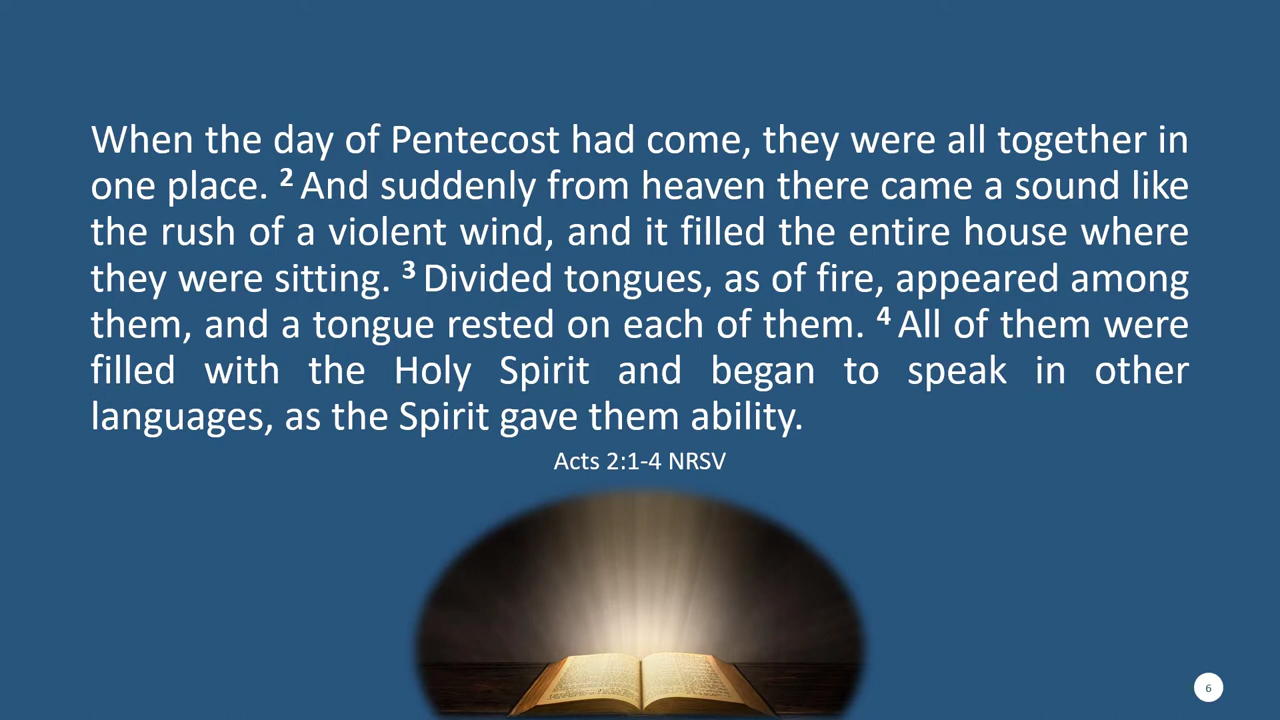 When the day of Pentecost had come, they were all together in
one place. ² And suddenly from heaven there came a sound like
the rush of a violent wind, and it filled the entire house where
they were sitting. ³ Divided tongues, as of fire, appeared among
them, and a tongue rested on each of them. ⁴ All of them were
filled with the Holy Spirit and began to speak in other
languages, as the Spirit gave them ability.
Acts 2:1-4 NRSV
6